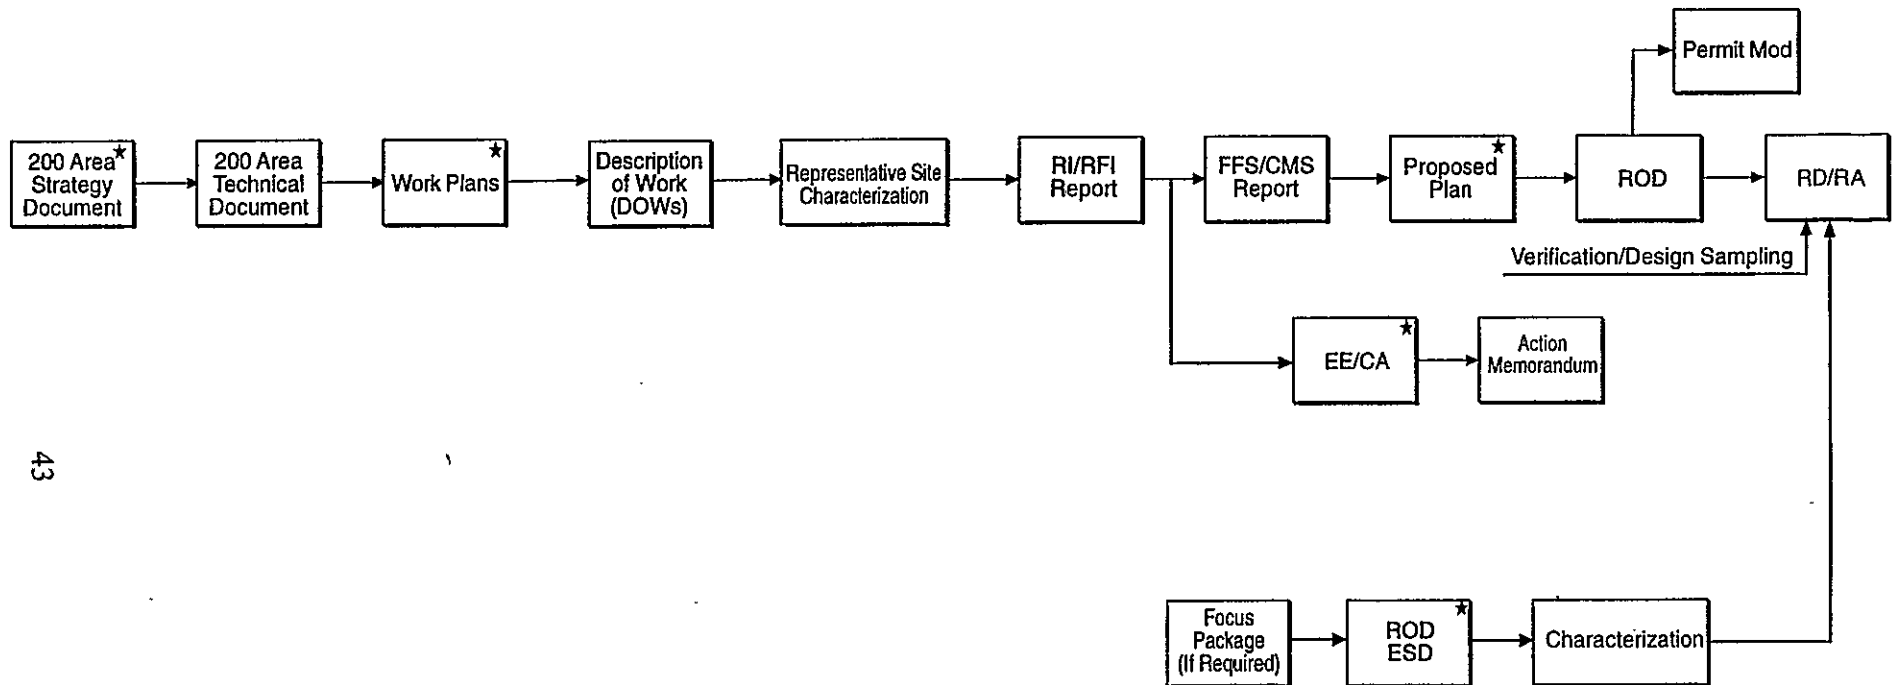 Permit Mod
200 Area★
Strategy
Document
200 Area
Technical
Document
★
Work Plans
Description
of Work
(DOWs)
Representative Site
Characterization
RI/RFI
Report
FFS/CMS
Report
★
Proposed
Plan
ROD
RD/RA
Verification/Design Sampling
★
EE/CA
Action
Memorandum
43
Focus
Package
(If Required)
★
ROD
ESD
Characterization